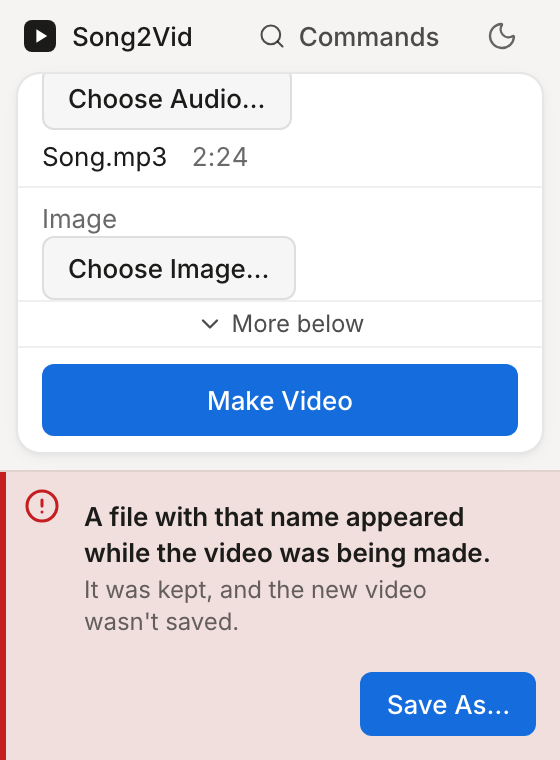 Song2Vid
Commands
Choose Audio...
Song.mp3 2:24
Image
Choose Image...
More below
Make Video
A file with that name appeared
while the video was being made.
It was kept, and the new video
wasn't saved.
Save As...